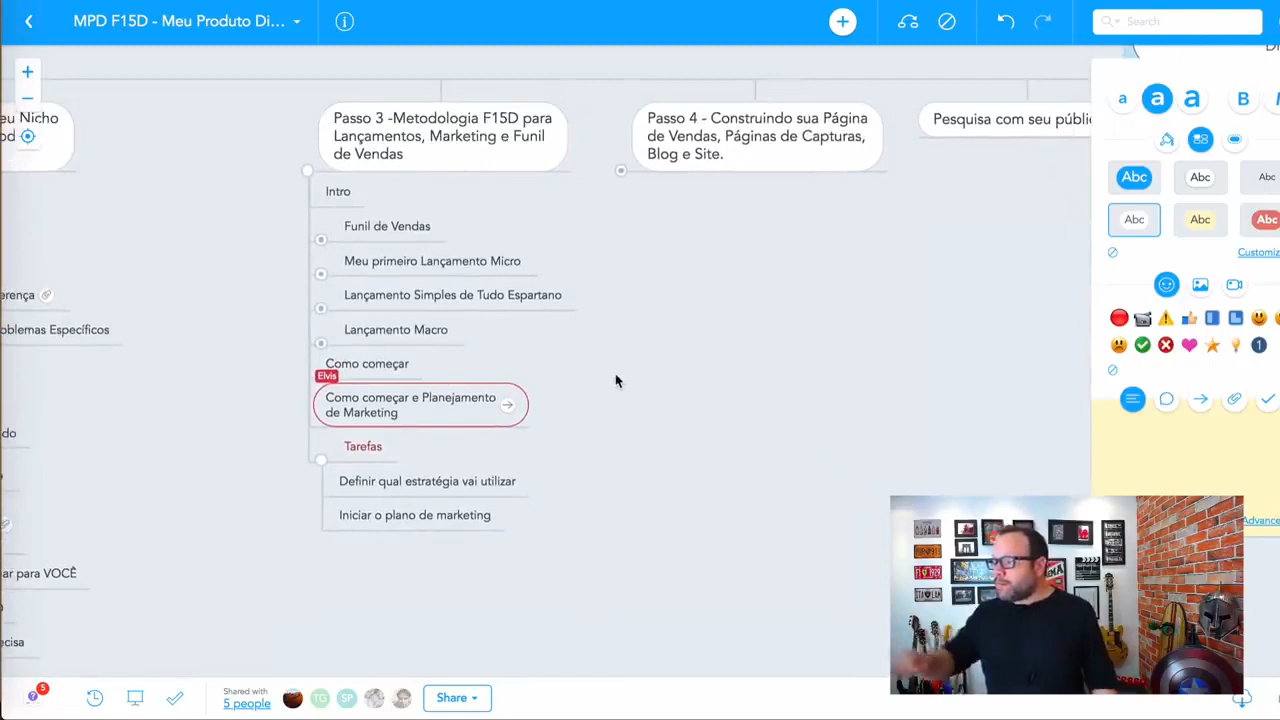 MPD F15D - Meu Produto Di...
Search
eu Nicho
Passo 3 -Metodologia F15D para
Lançamentos, Marketing e Funil
de Vendas
Passo 4 - Construindo sua Página
de Vendas, Páginas de Capturas,
Blog e Site.
Pesquisa com seu públi
a a a B
Intro
Abc Abc Abc
Funil de Vendas
Abc Abc Abc
Meu primeiro Lançamento Micro
Customiz
erença
Lançamento Simples de Tudo Espartano
oblemas Específicos
Lançamento Macro
1
Como começar
Elvis
Como começar e Planejamento
de Marketing
do
Tarefas
Definir qual estratégia vai utilizar
Iniciar o plano de marketing
Advance
ar para VOCÊ
ecisa
5
Shared with
5 people
TG
SP
Share